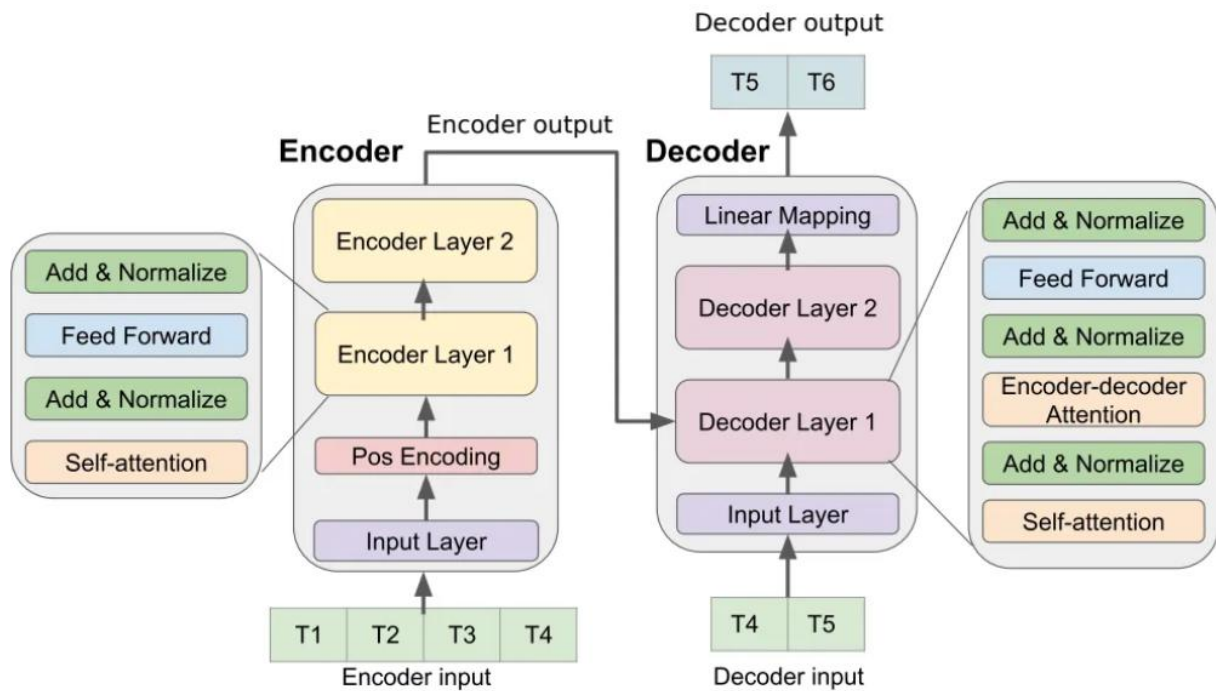 Decoder output
T5 T6
Encoder output
Encoder
Decoder
Encoder Layer 2
Encoder Layer 1
Pos Encoding
Input Layer
Add & Normalize
Feed Forward
Add & Normalize
Self-attention
T1 T2 T3 T4
Encoder input
Linear Mapping
Decoder Layer 2
Decoder Layer 1
Input Layer
T4 T5
Decoder input
Add & Normalize
Feed Forward
Add & Normalize
Encoder-decoder
Attention
Add & Normalize
Self-attention